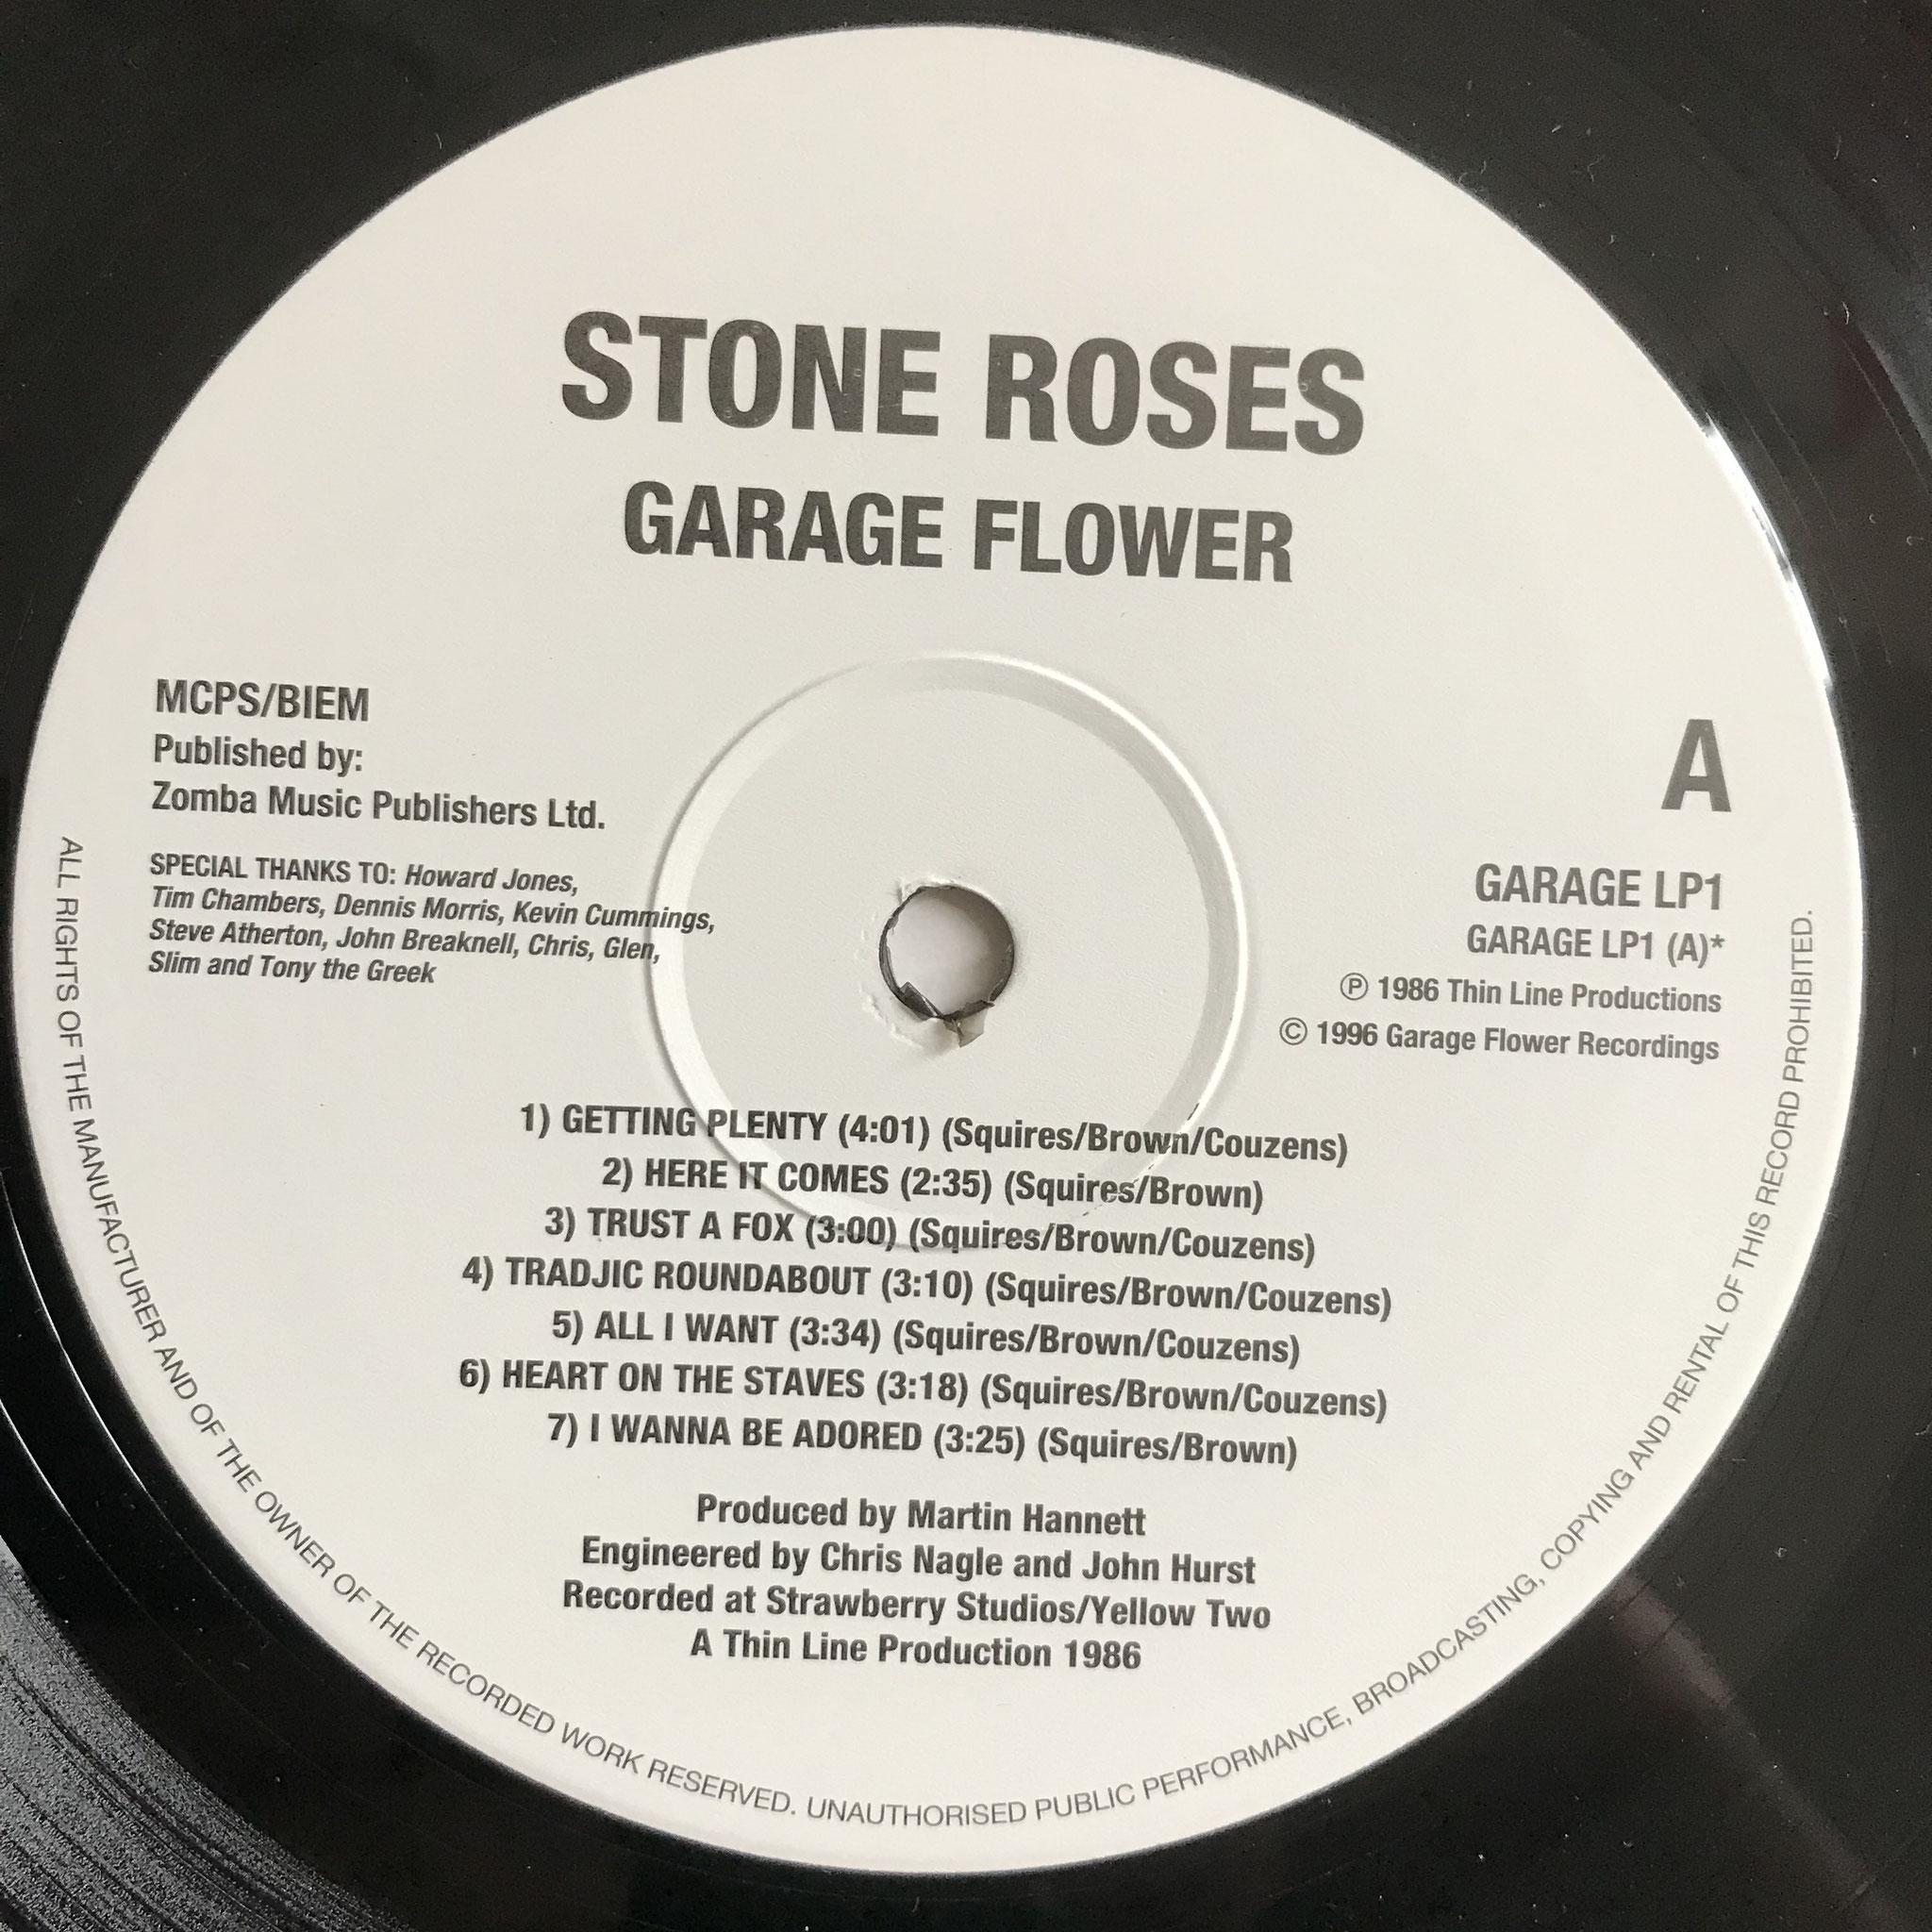 STONE ROSES
GARAGE FLOWER
MCPS/BIEM
Published by:
Zomba Music Publishers Ltd.
SPECIAL THANKS TO: Howard Jones,
Tim Chambers, Dennis Morris, Kevin Cummings,
Steve Atherton, John Breaknell, Chris, Glen,
Slim and Tony the Greek
A
GARAGE LP1
GARAGE LP1 (A)*
℗ 1986 Thin Line Productions
© 1996 Garage Flower Recordings
1) GETTING PLENTY (4:01) (Squires/Brown/Couzens)
2) HERE IT COMES (2:35) (Squires/Brown)
3) TRUST A FOX (3:00) (Squires/Brown/Couzens)
4) TRADJIC ROUNDABOUT (3:10) (Squires/Brown/Couzens)
5) ALL I WANT (3:34) (Squires/Brown/Couzens)
6) HEART ON THE STAVES (3:18) (Squires/Brown/Couzens)
7) I WANNA BE ADORED (3:25) (Squires/Brown)
Produced by Martin Hannett
Engineered by Chris Nagle and John Hurst
Recorded at Strawberry Studios/Yellow Two
A Thin Line Production 1986
ALL RIGHTS OF THE MANUFACTURER AND OF THE OWNER OF THE RECORDED WORK RESERVED. UNAUTHORISED PUBLIC PERFORMANCE, BROADCASTING, COPYING AND RENTAL OF THIS RECORD PROHIBITED.